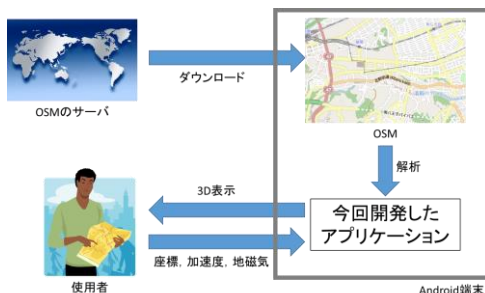 ダウンロード
OSMのサーバ
OSM
解析
3D表示
今回開発した
アプリケーション
座標，加速度，地磁気
使用者
Android端末